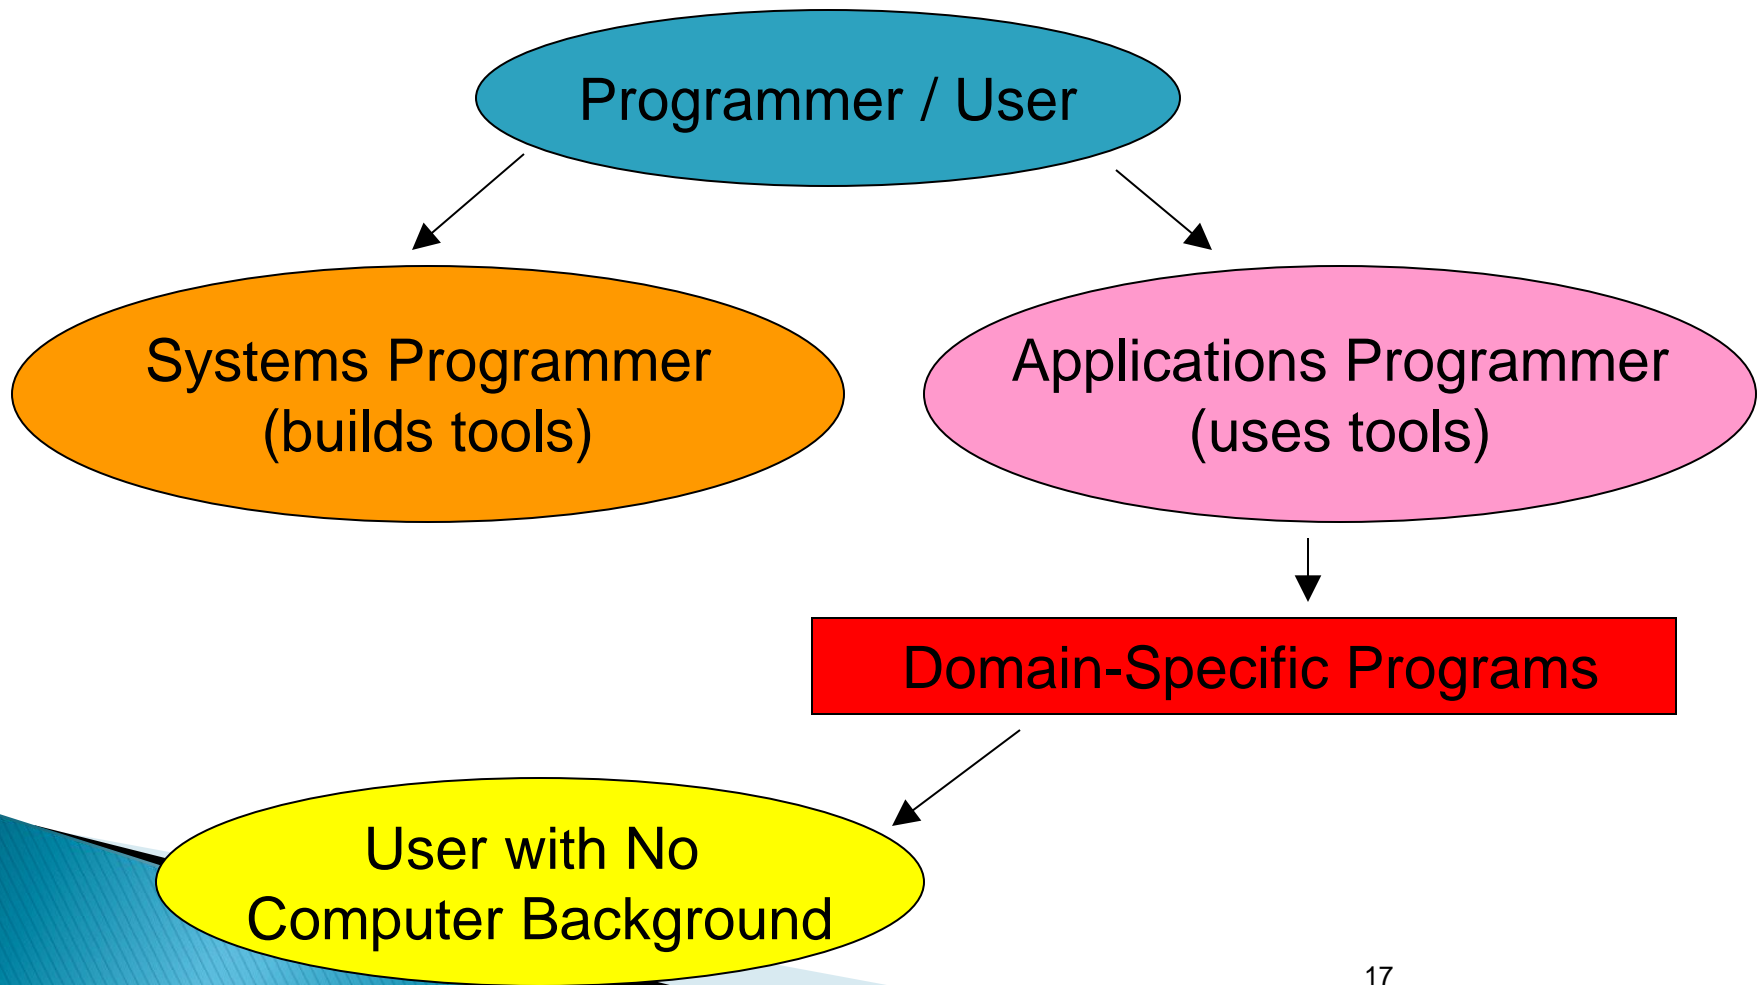 Programmer / User
Systems Programmer
(builds tools)
Applications Programmer
(uses tools)
Domain-Specific Programs
User with No
Computer Background
17